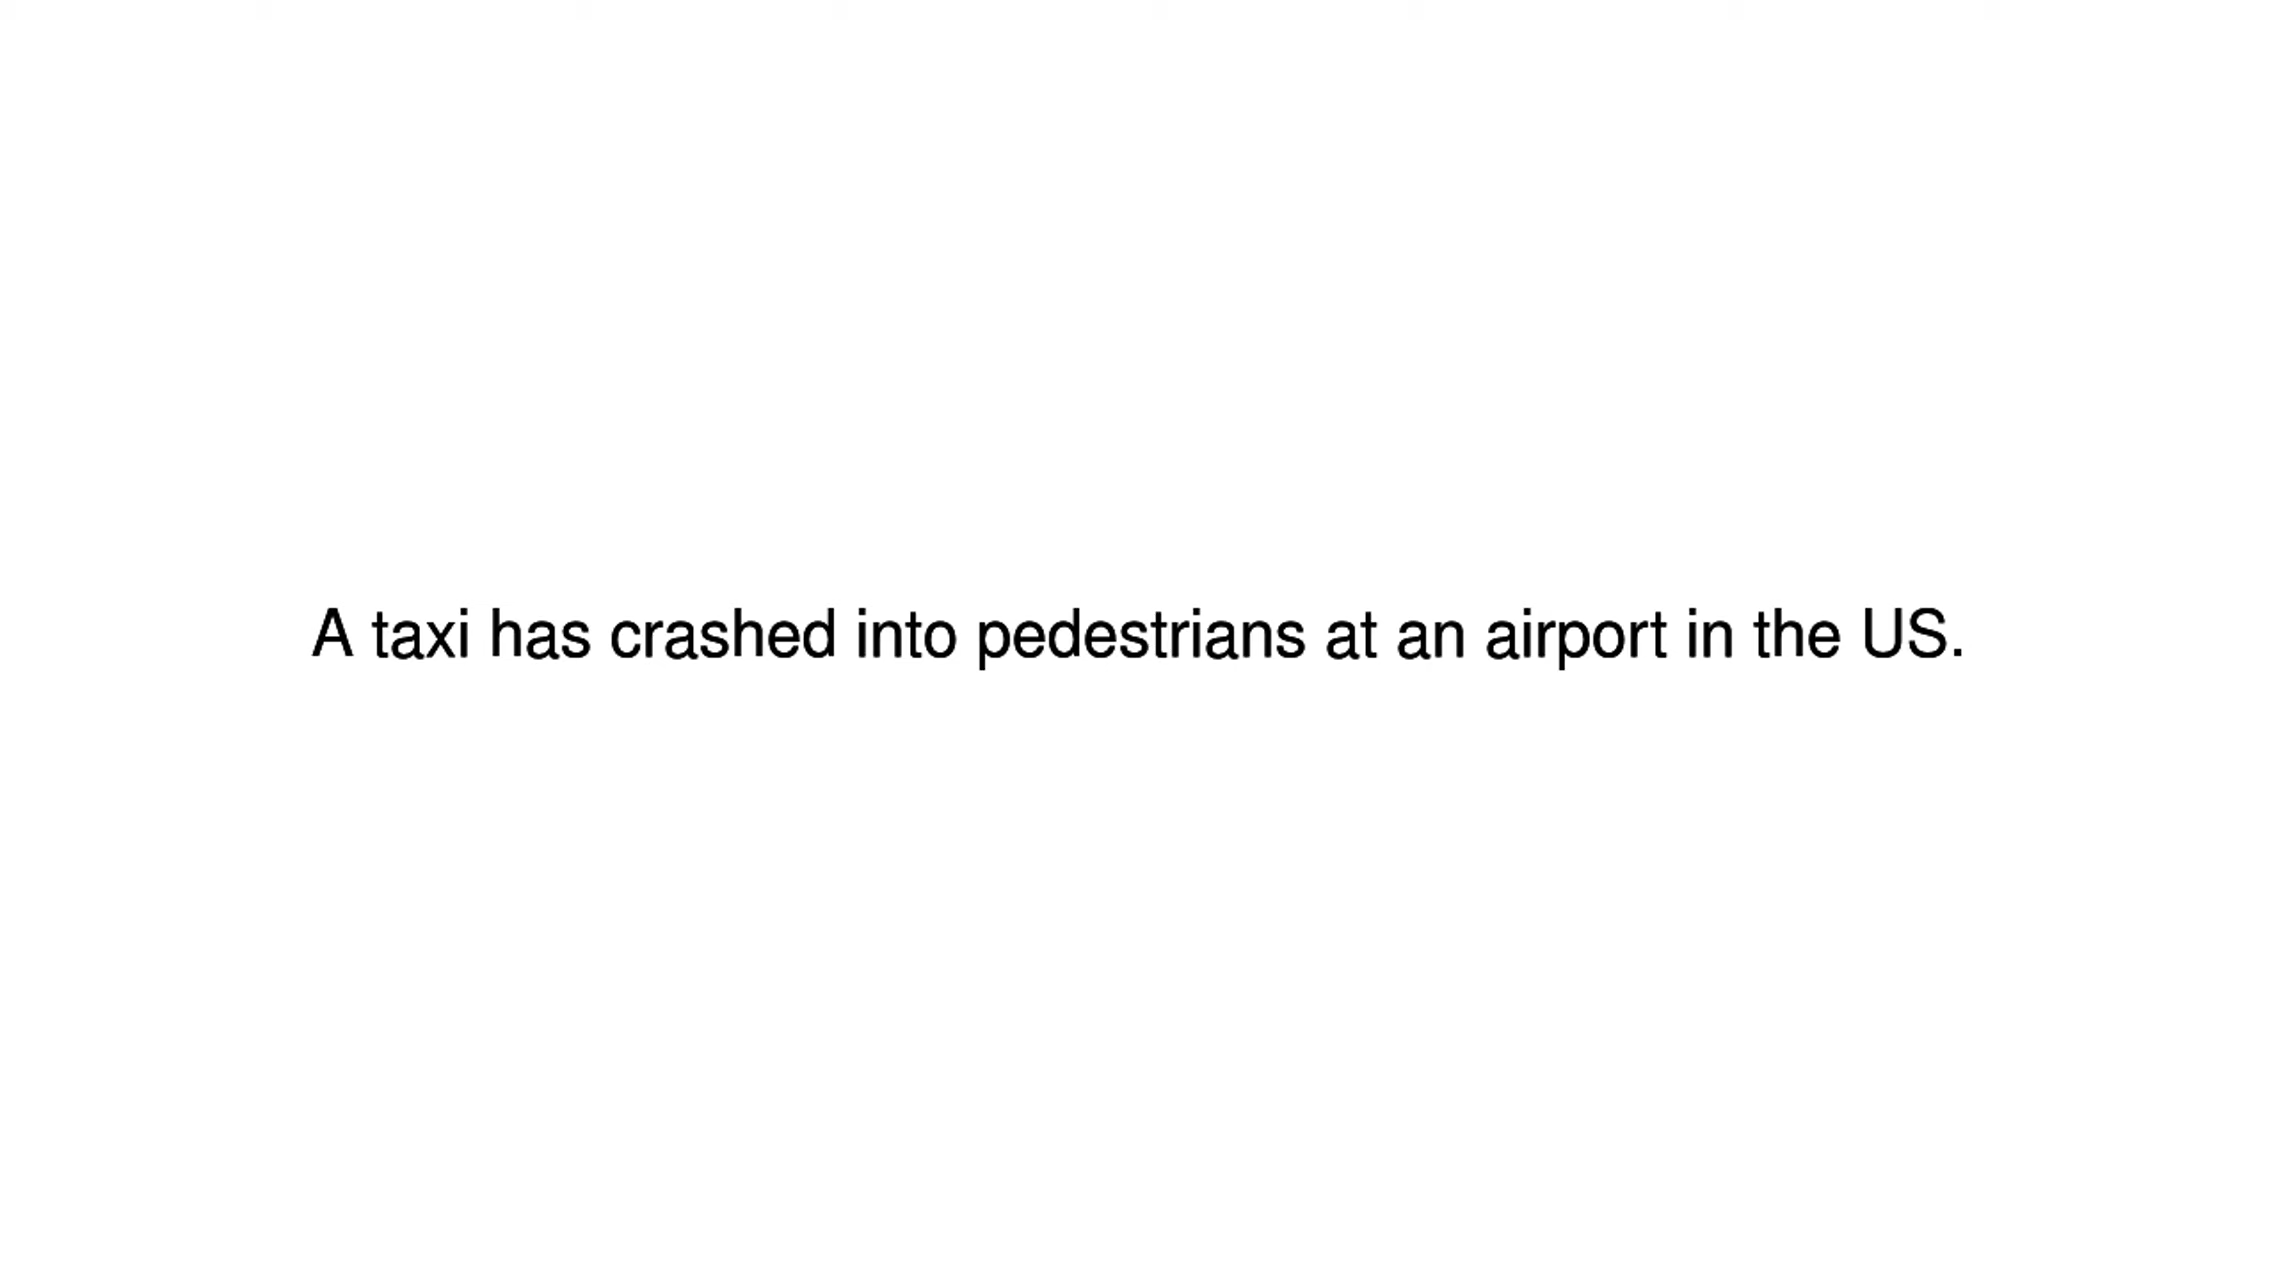 A taxi has crashed into pedestrians at an airport in the US.